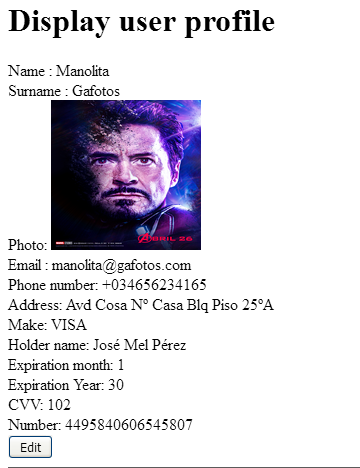 Display user profile
Name : Manolita
Surname : Gafotos
ABRIL 26
Photo:
Email : manolita@gafotos.com
Phone number: +034656234165
Address: Avd Cosa Nº Casa Blq Piso 25ºA
Make: VISA
Holder name: José Mel Pérez
Expiration month: 1
Expiration Year: 30
CVV: 102
Number: 4495840606545807
Edit